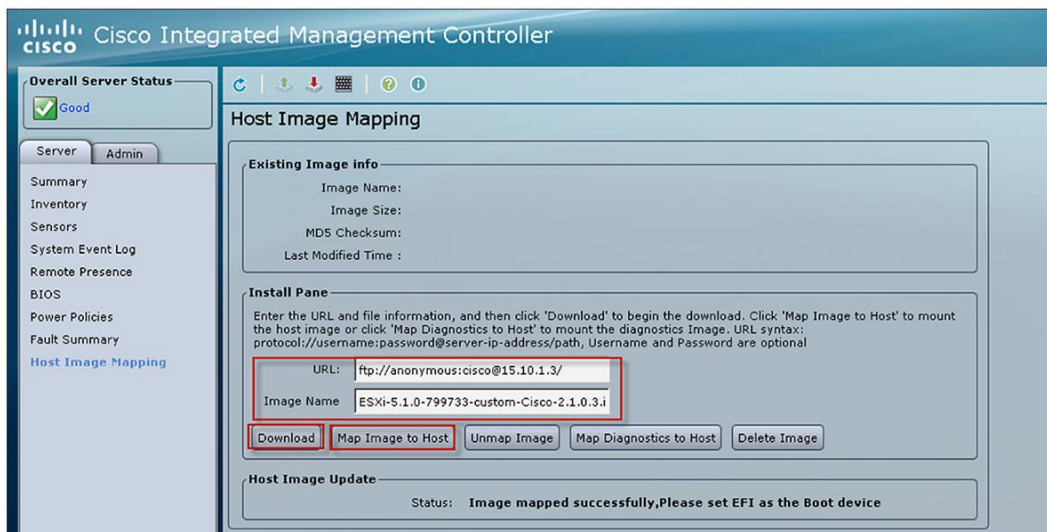 CISCO Cisco Integrated Management Controller
Overall Server Status
Good
Server
Admin
Summary
Inventory
Sensors
System Event Log
Remote Presence
BIOS
Power Policies
Fault Summary
Host Image Mapping
Host Image Mapping
Existing Image info
Image Name:
Image Size:
MD5 Checksum:
Last Modified Time :
Install Pane
Enter the URL and file information, and then click 'Download' to begin the download. Click 'Map Image to Host' to mount
the host image or click 'Map Diagnostics to Host' to mount the diagnostics Image. URL syntax:
protocol://username:password@server-ip-address/path, Username and Password are optional
URL: ftp://anonymous:cisco@15.10.1.3/
Image Name ESXi-5.1.0-799733-custom-Cisco-2.1.0.3.i
Download Map Image to Host Unmap Image Map Diagnostics to Host Delete Image
Host Image Update
Status: Image mapped successfully,Please set EFI as the Boot device